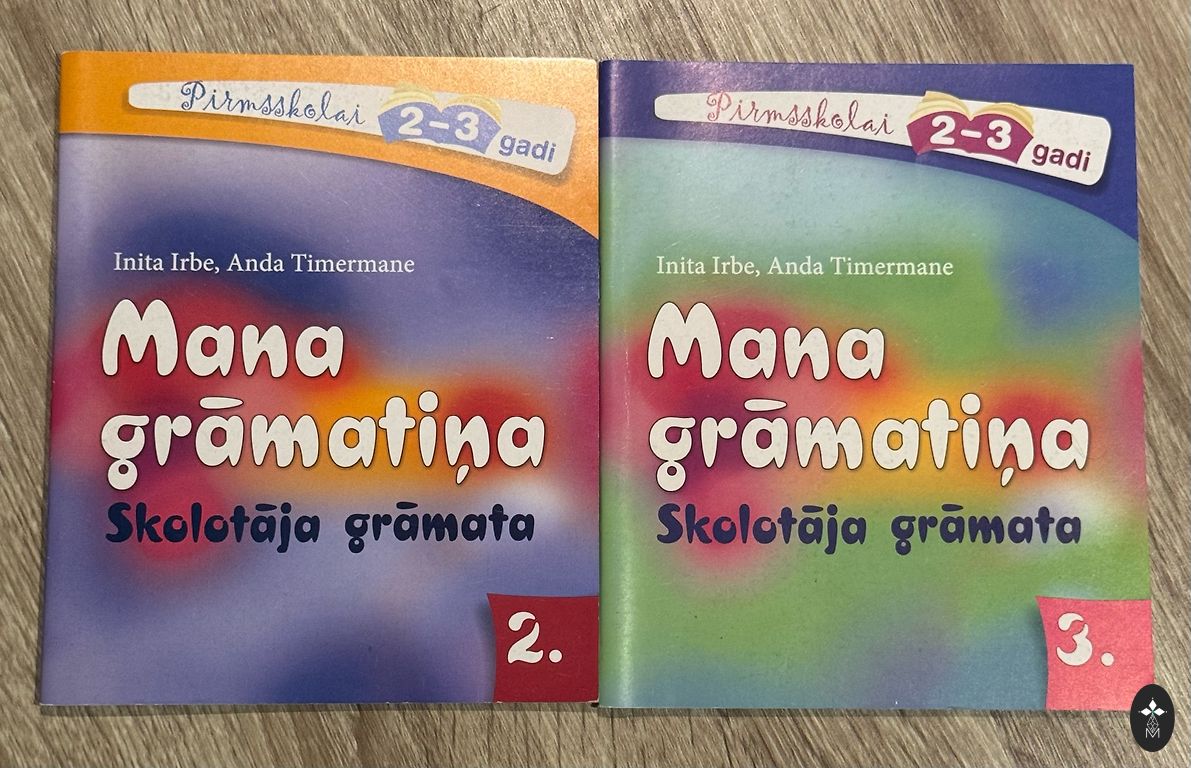 Pirmsskolai 2-3 gadi
Inita Irbe, Anda Timermane
Mana
grāmatiņa
Skolotāja grāmata
2.
Pirmsskolai 2-3 gadi
Inita Irbe, Anda Timermane
Mana
grāmatiņa
Skolotāja grāmata
3.
M